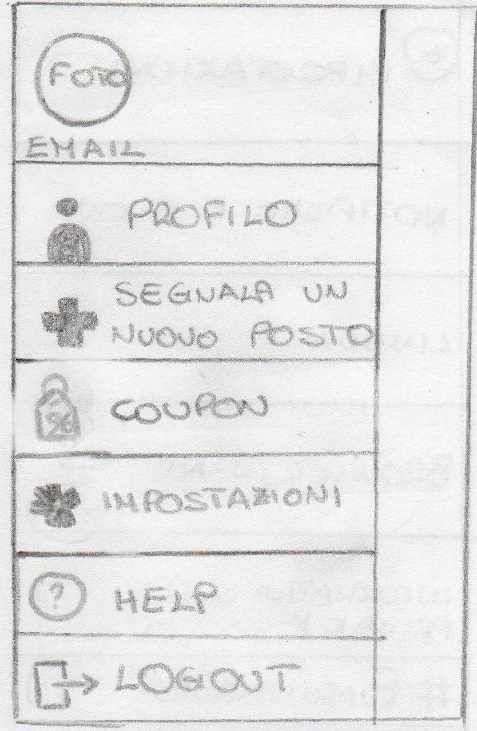 FOTO
EMAIL
PROFILO
SEGNALA UN
NUOVO POSTO
%
COUPON
IMPOSTAZIONI
?
HELP
LOGOUT